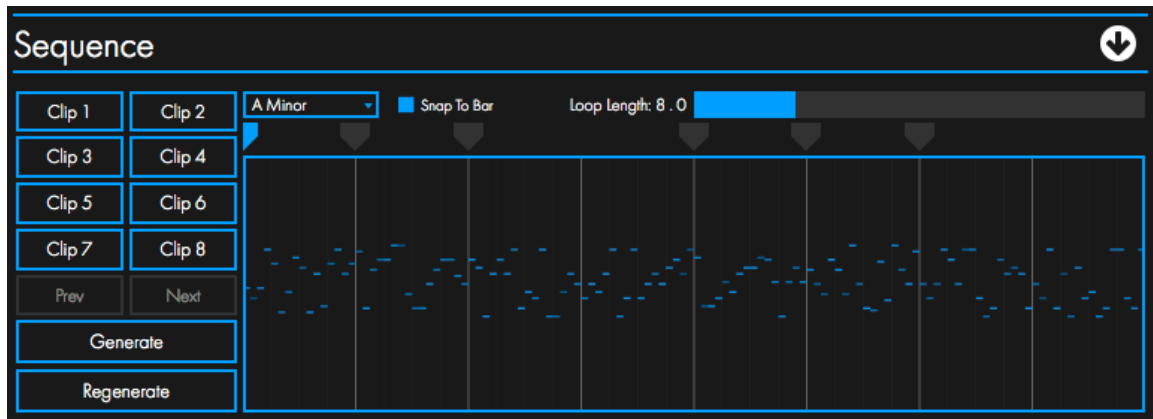 Sequence
Clip 1 Clip 2 A Minor Snap To Bar Loop Length: 8 . 0
Clip 3 Clip 4
Clip 5 Clip 6
Clip 7 Clip 8
Prev Next
Generate
Regenerate